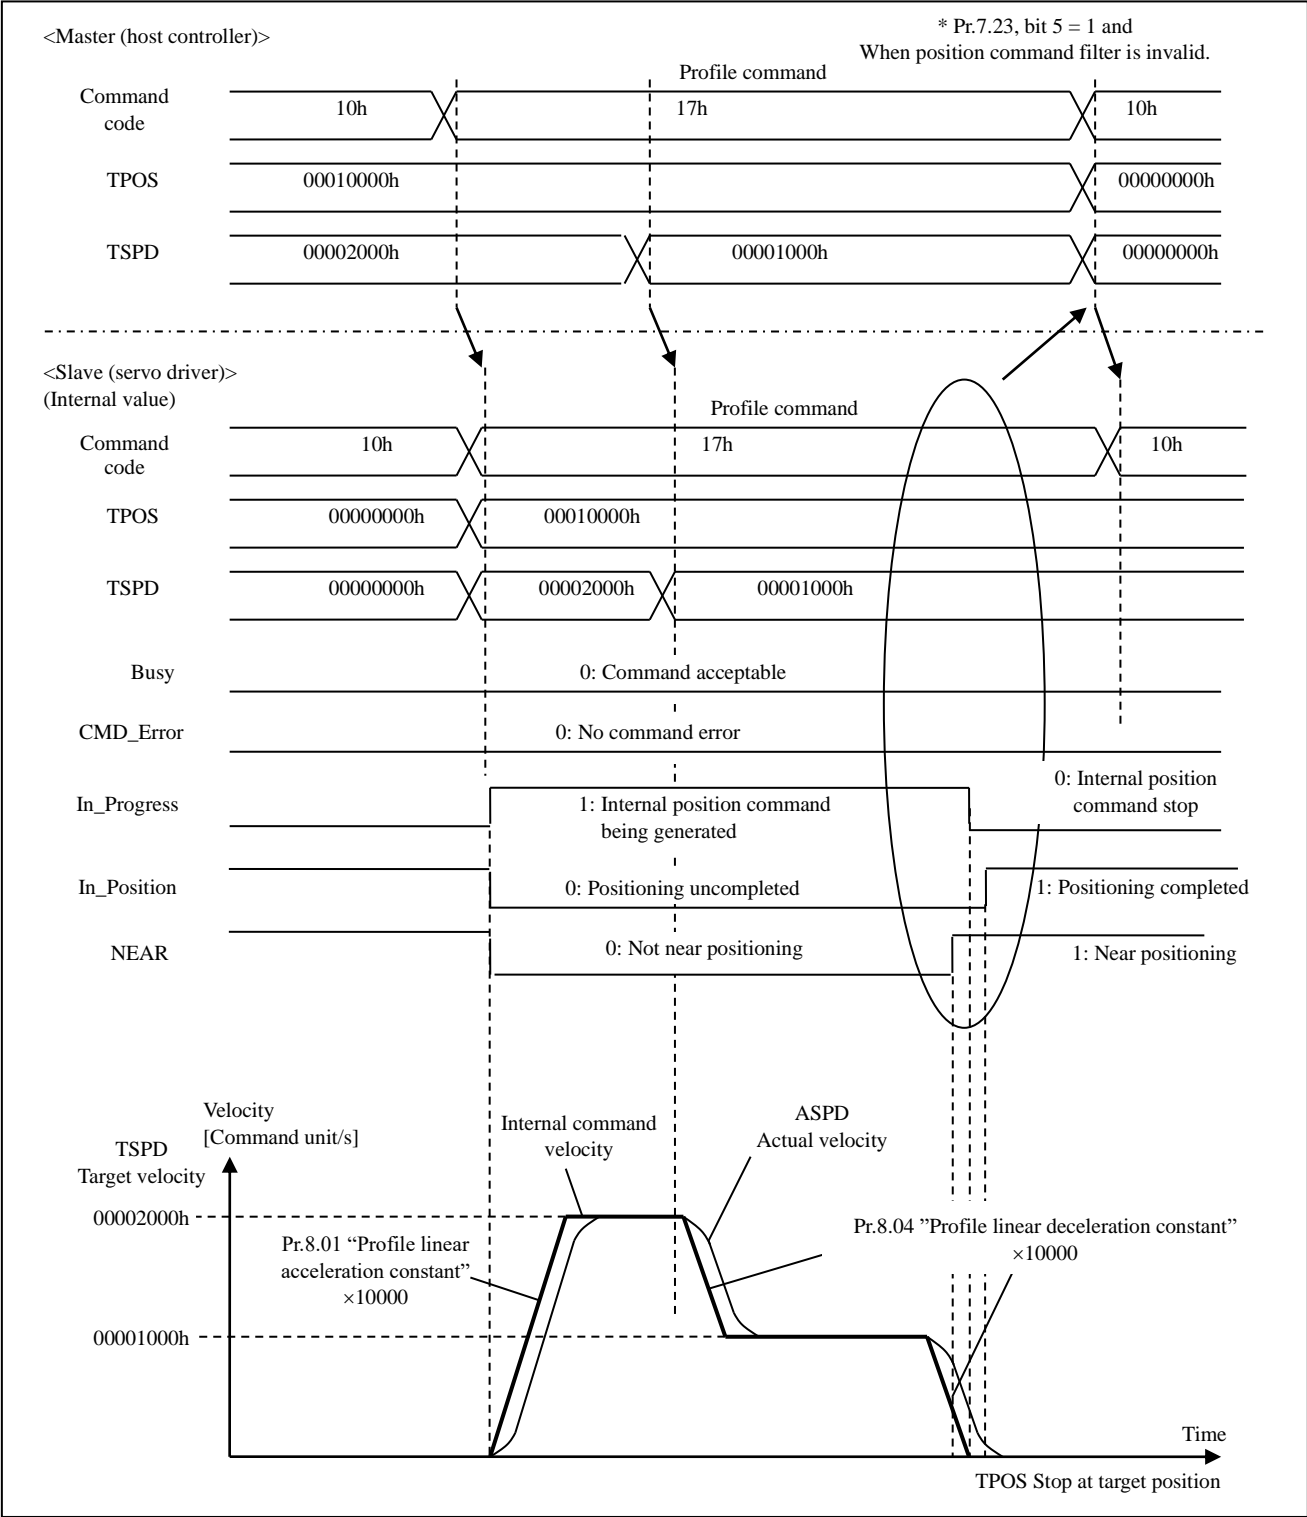 * Pr.7.23, bit 5 = 1 and
When position command filter is invalid.
<Master (host controller)>
Profile command
Command
code
10h
17h
10h
TPOS
00010000h
00000000h
TSPD
00002000h
00001000h
00000000h
<Slave (servo driver)>
(Internal value)
Profile command
Command
code
10h
17h
10h
TPOS
00000000h
00010000h
TSPD
00000000h
00002000h
00001000h
Busy
0: Command acceptable
CMD_Error
0: No command error
In_Progress
1: Internal position command
being generated
0: Internal position
command stop
In_Position
0: Positioning uncompleted
1: Positioning completed
NEAR
0: Not near positioning
1: Near positioning
Velocity
[Command unit/s]
TSPD
Target velocity
Internal command
velocity
ASPD
Actual velocity
00002000h
Pr.8.01 “Profile linear
acceleration constant”
×10000
Pr.8.04 ”Profile linear deceleration constant”
×10000
00001000h
Time
TPOS Stop at target position